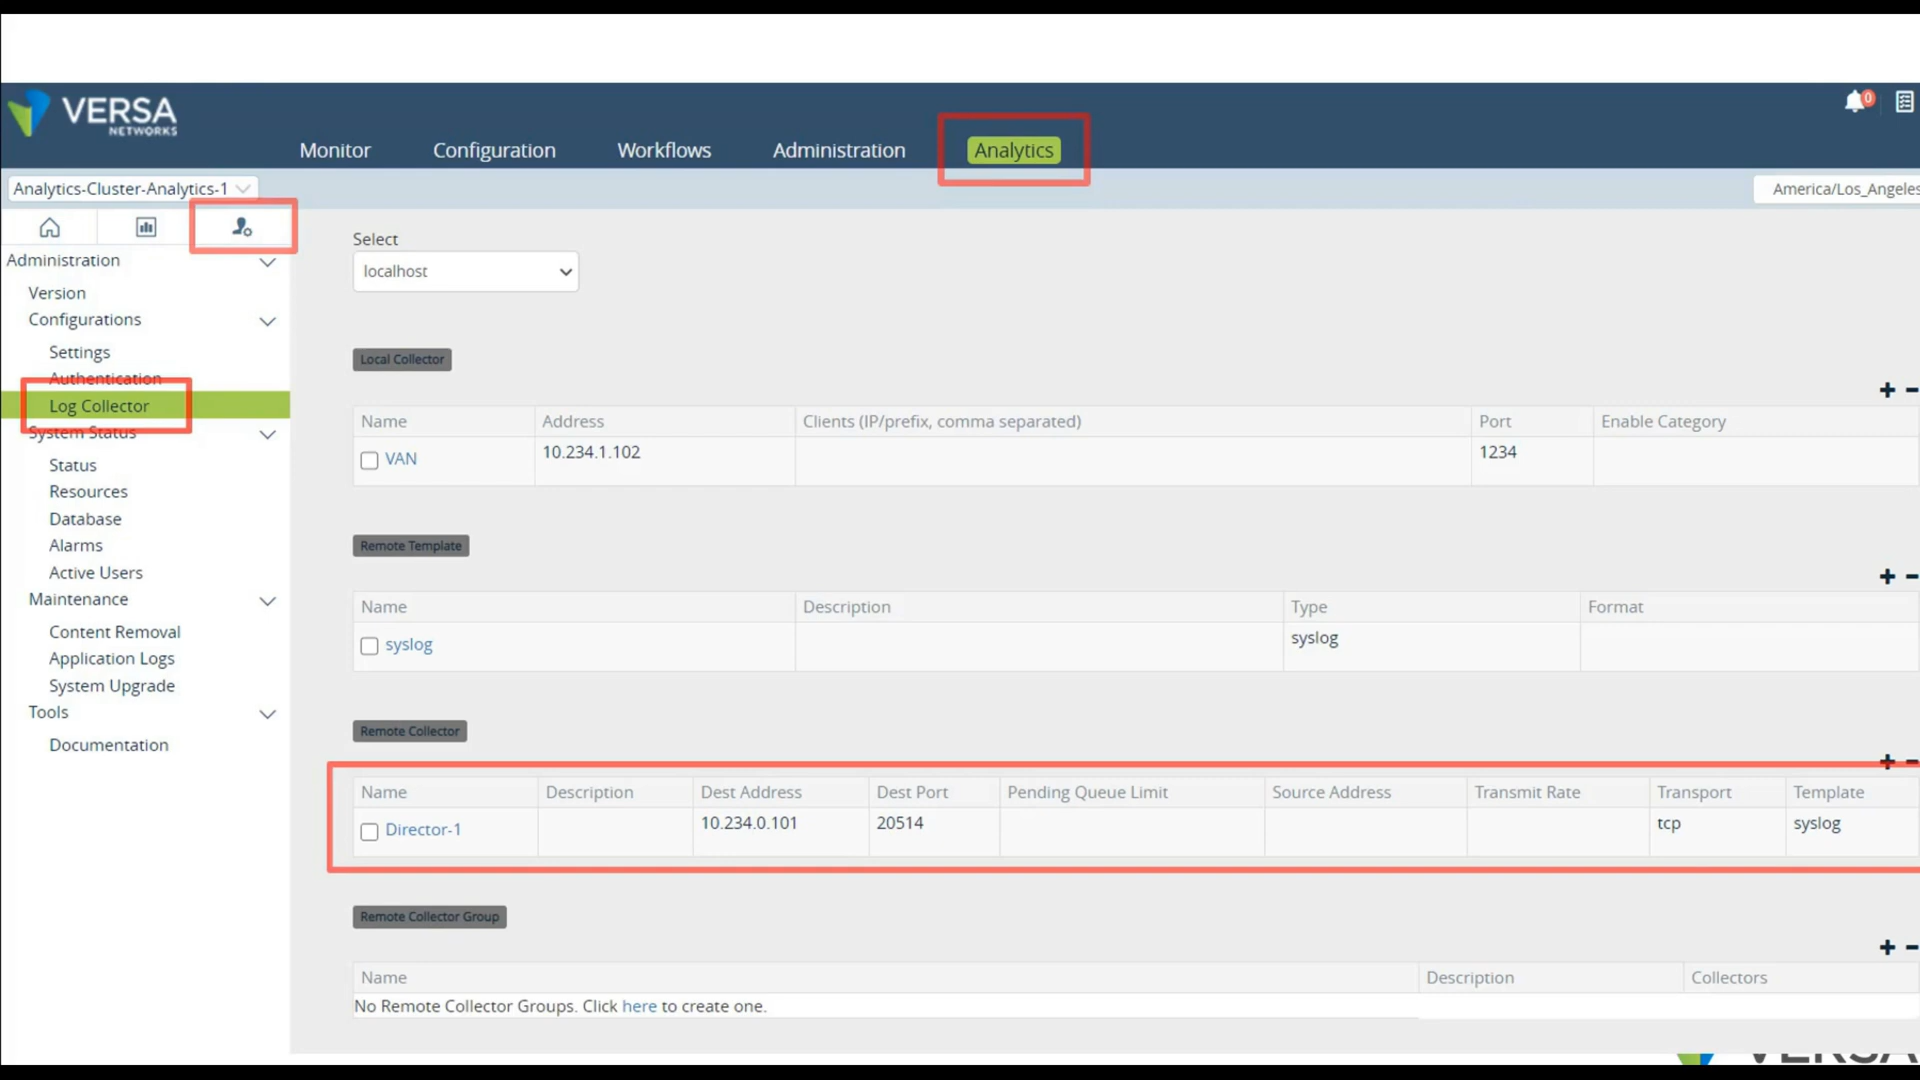 VERSA
NETWORKS
0
Monitor
Configuration
Workflows
Administration
Analytics
Analytics-Cluster-Analytics-1
America/Los_Angeles
Administration
Version
Configurations
Settings
Authentication
Log Collector
System Status
Status
Resources
Database
Alarms
Active Users
Maintenance
Content Removal
Application Logs
System Upgrade
Tools
Documentation
Select
localhost
Local Collector
Name Address Clients (IP/prefix, comma separated) Port Enable Category
VAN 10.234.1.102 1234
Remote Template
Name Description Type Format
syslog syslog
Remote Collector
Name Description Dest Address Dest Port Pending Queue Limit Source Address Transmit Rate Transport Template
Director-1 10.234.0.101 20514 tcp syslog
Remote Collector Group
Name Description Collectors
No Remote Collector Groups. Click here to create one.
VERSA